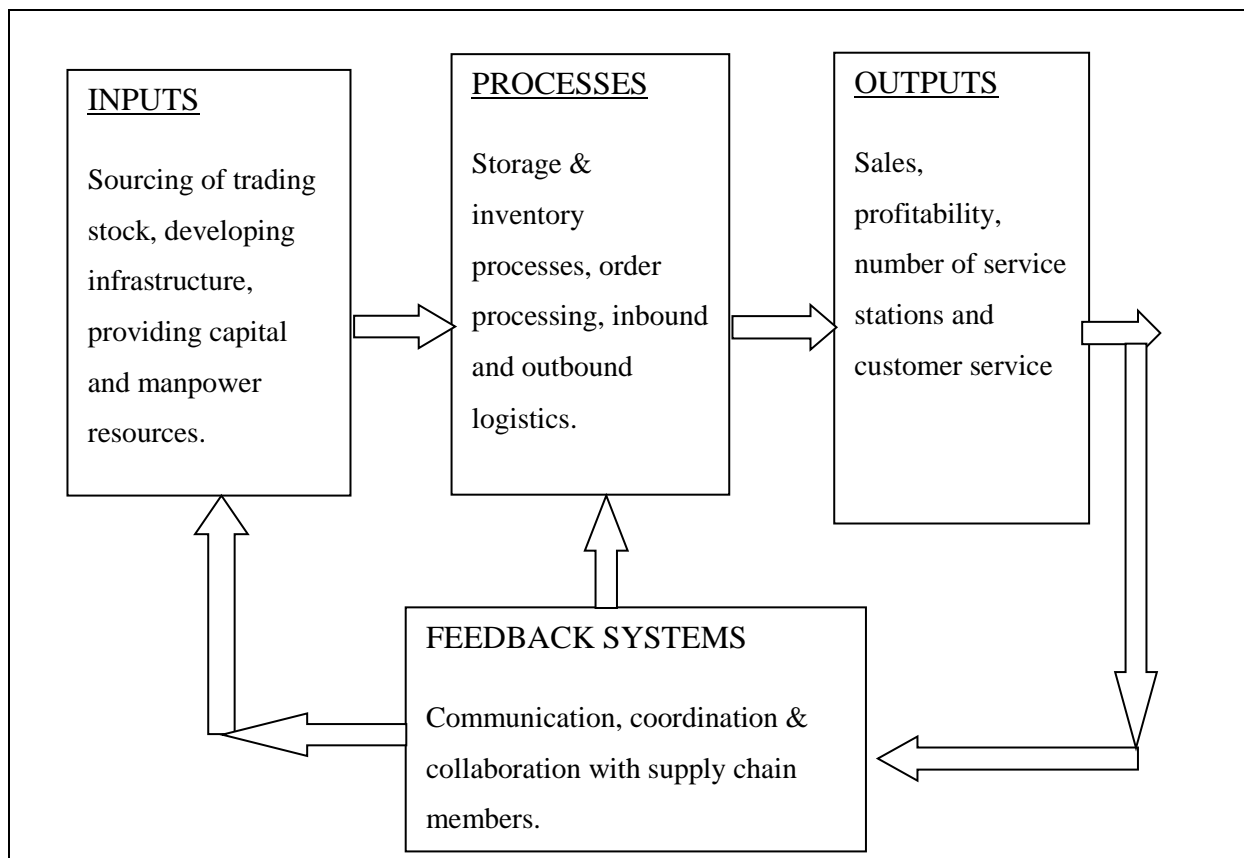 INPUTS
Sourcing of trading
stock, developing
infrastructure,
providing capital
and manpower
resources.
PROCESSES
Storage &
inventory
processes, order
processing, inbound
and outbound
logistics.
OUTPUTS
Sales,
profitability,
number of service
stations and
customer service
FEEDBACK SYSTEMS
Communication, coordination &
collaboration with supply chain
members.